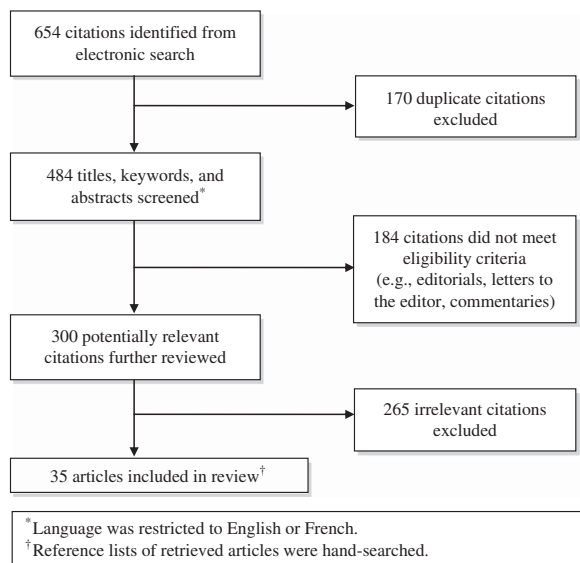 654 citations identified from
electronic search
170 duplicate citations
excluded
484 titles, keywords, and
abstracts screened*
184 citations did not meet
eligibility criteria
(e.g., editorials, letters to
the editor, commentaries)
300 potentially relevant
citations further reviewed
265 irrelevant citations
excluded
35 articles included in review†
*Language was restricted to English or French.
†Reference lists of retrieved articles were hand-searched.